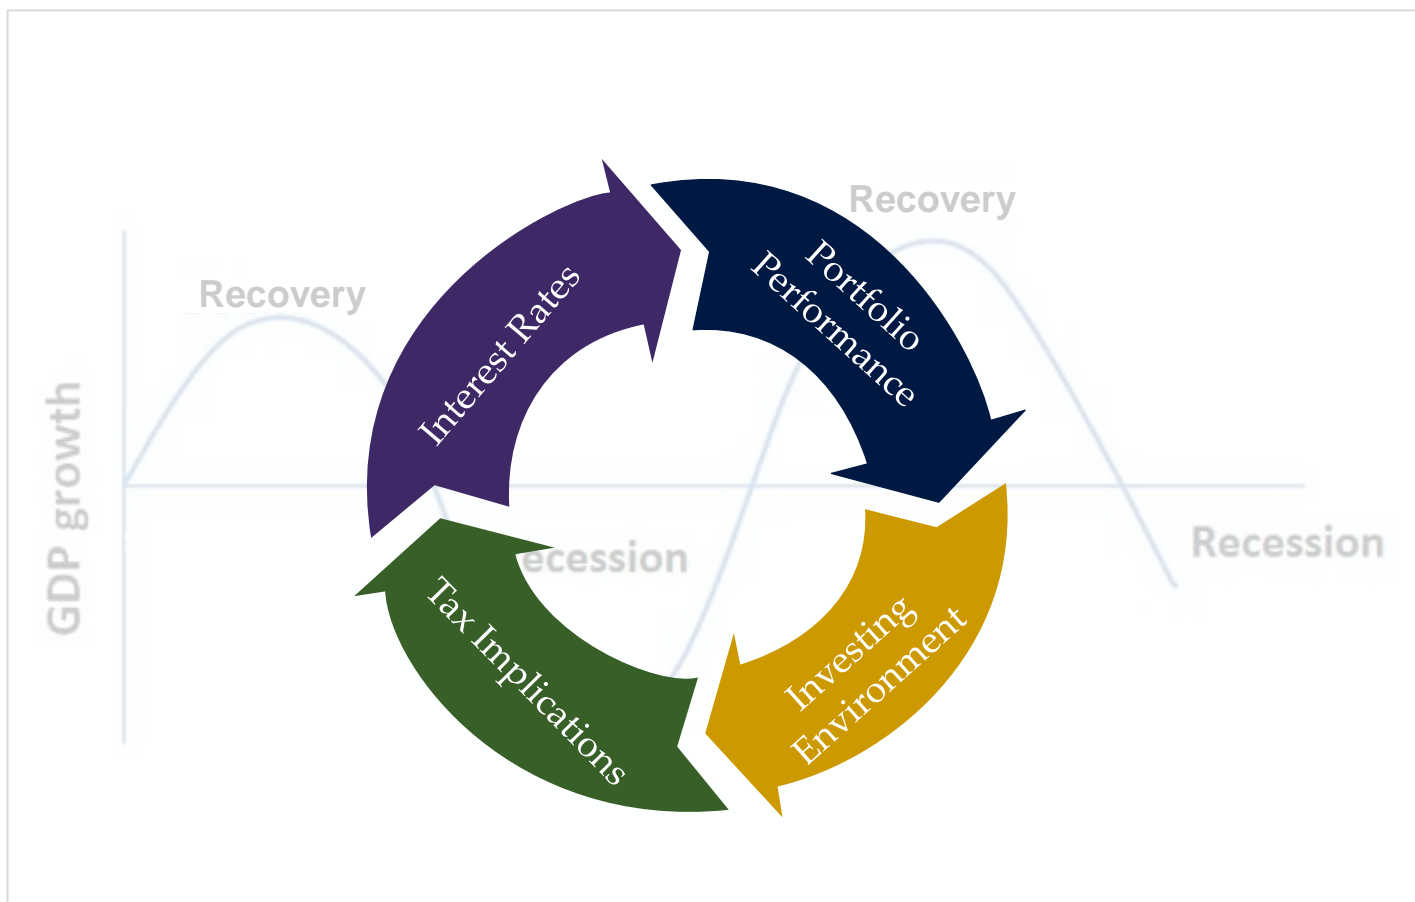 Recovery
Recovery
GDP growth
Interest Rates
Portfolio
Performance
ecession
Recession
Tax Implications
Investing
Environment